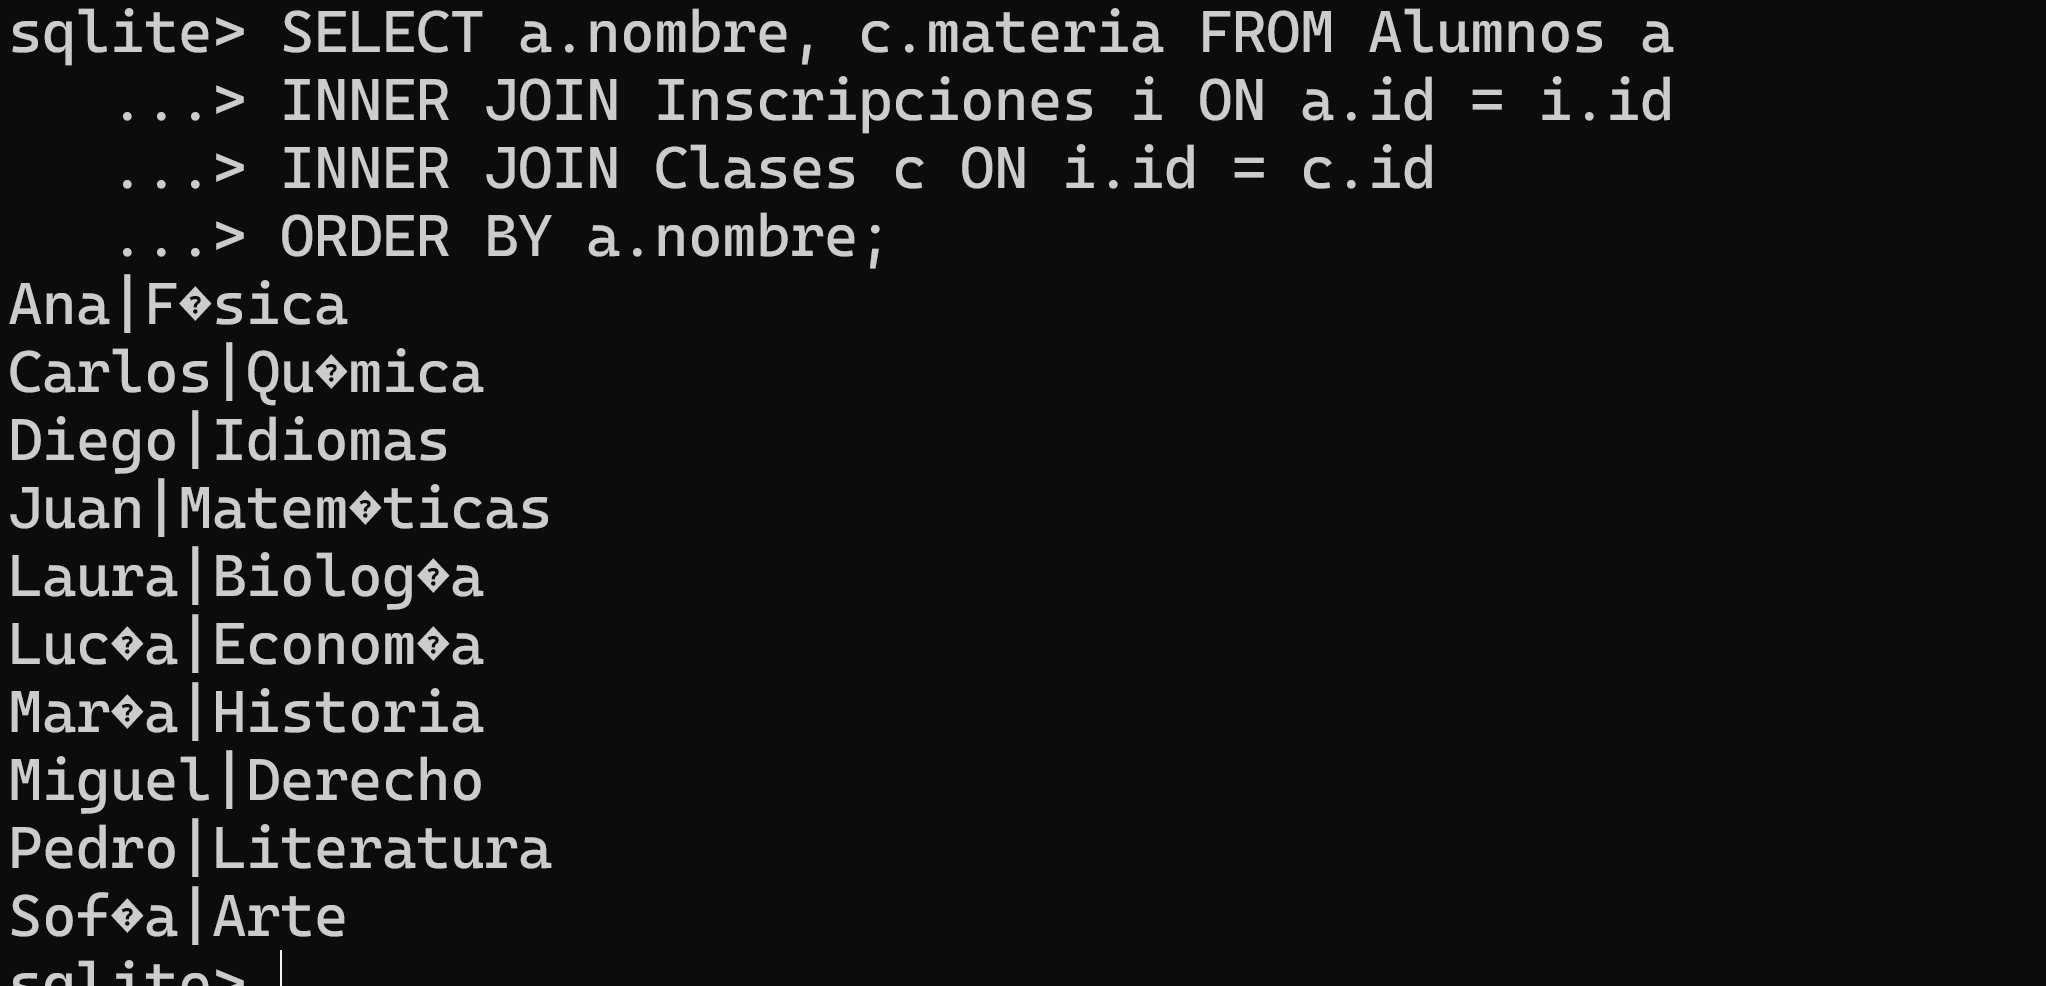 sqlite> SELECT a.nombre, c.materia FROM Alumnos a
...> INNER JOIN Inscripciones i ON a.id = i.id
...> INNER JOIN Clases c ON i.id = c.id
...> ORDER BY a.nombre;
Ana|F�sica
Carlos|Qu�mica
Diego|Idiomas
Juan|Matem�ticas
Laura|Biolog�a
Luc�a|Econom�a
Mar�a|Historia
Miguel|Derecho
Pedro|Literatura
Sof�a|Arte
sqlite>